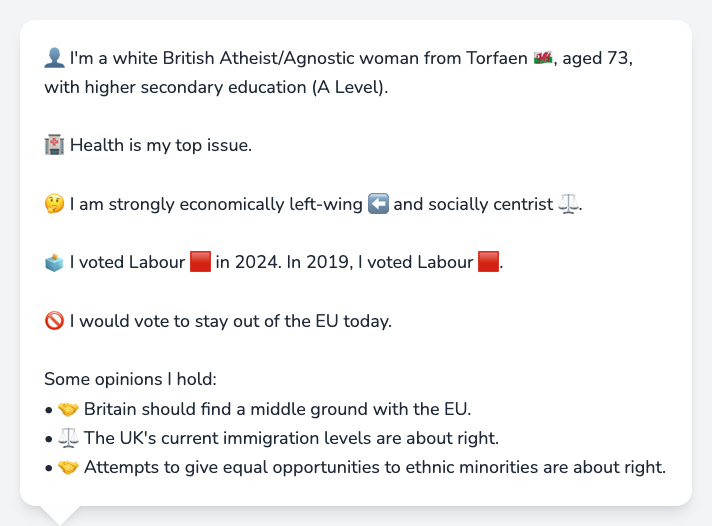 👤 I'm a white British Atheist/Agnostic woman from Torfaen 🏴󠁧󠁢󠁷󠁬󠁳󠁿, aged 73,
with higher secondary education (A Level).
🏥 Health is my top issue.
🤔 I am strongly economically left-wing ⬅️ and socially centrist ⚖️.
🗳️ I voted Labour 🟥 in 2024. In 2019, I voted Labour 🟥.
🚫 I would vote to stay out of the EU today.
Some opinions I hold:
• 🤝 Britain should find a middle ground with the EU.
• ⚖️ The UK's current immigration levels are about right.
• 🤝 Attempts to give equal opportunities to ethnic minorities are about right.